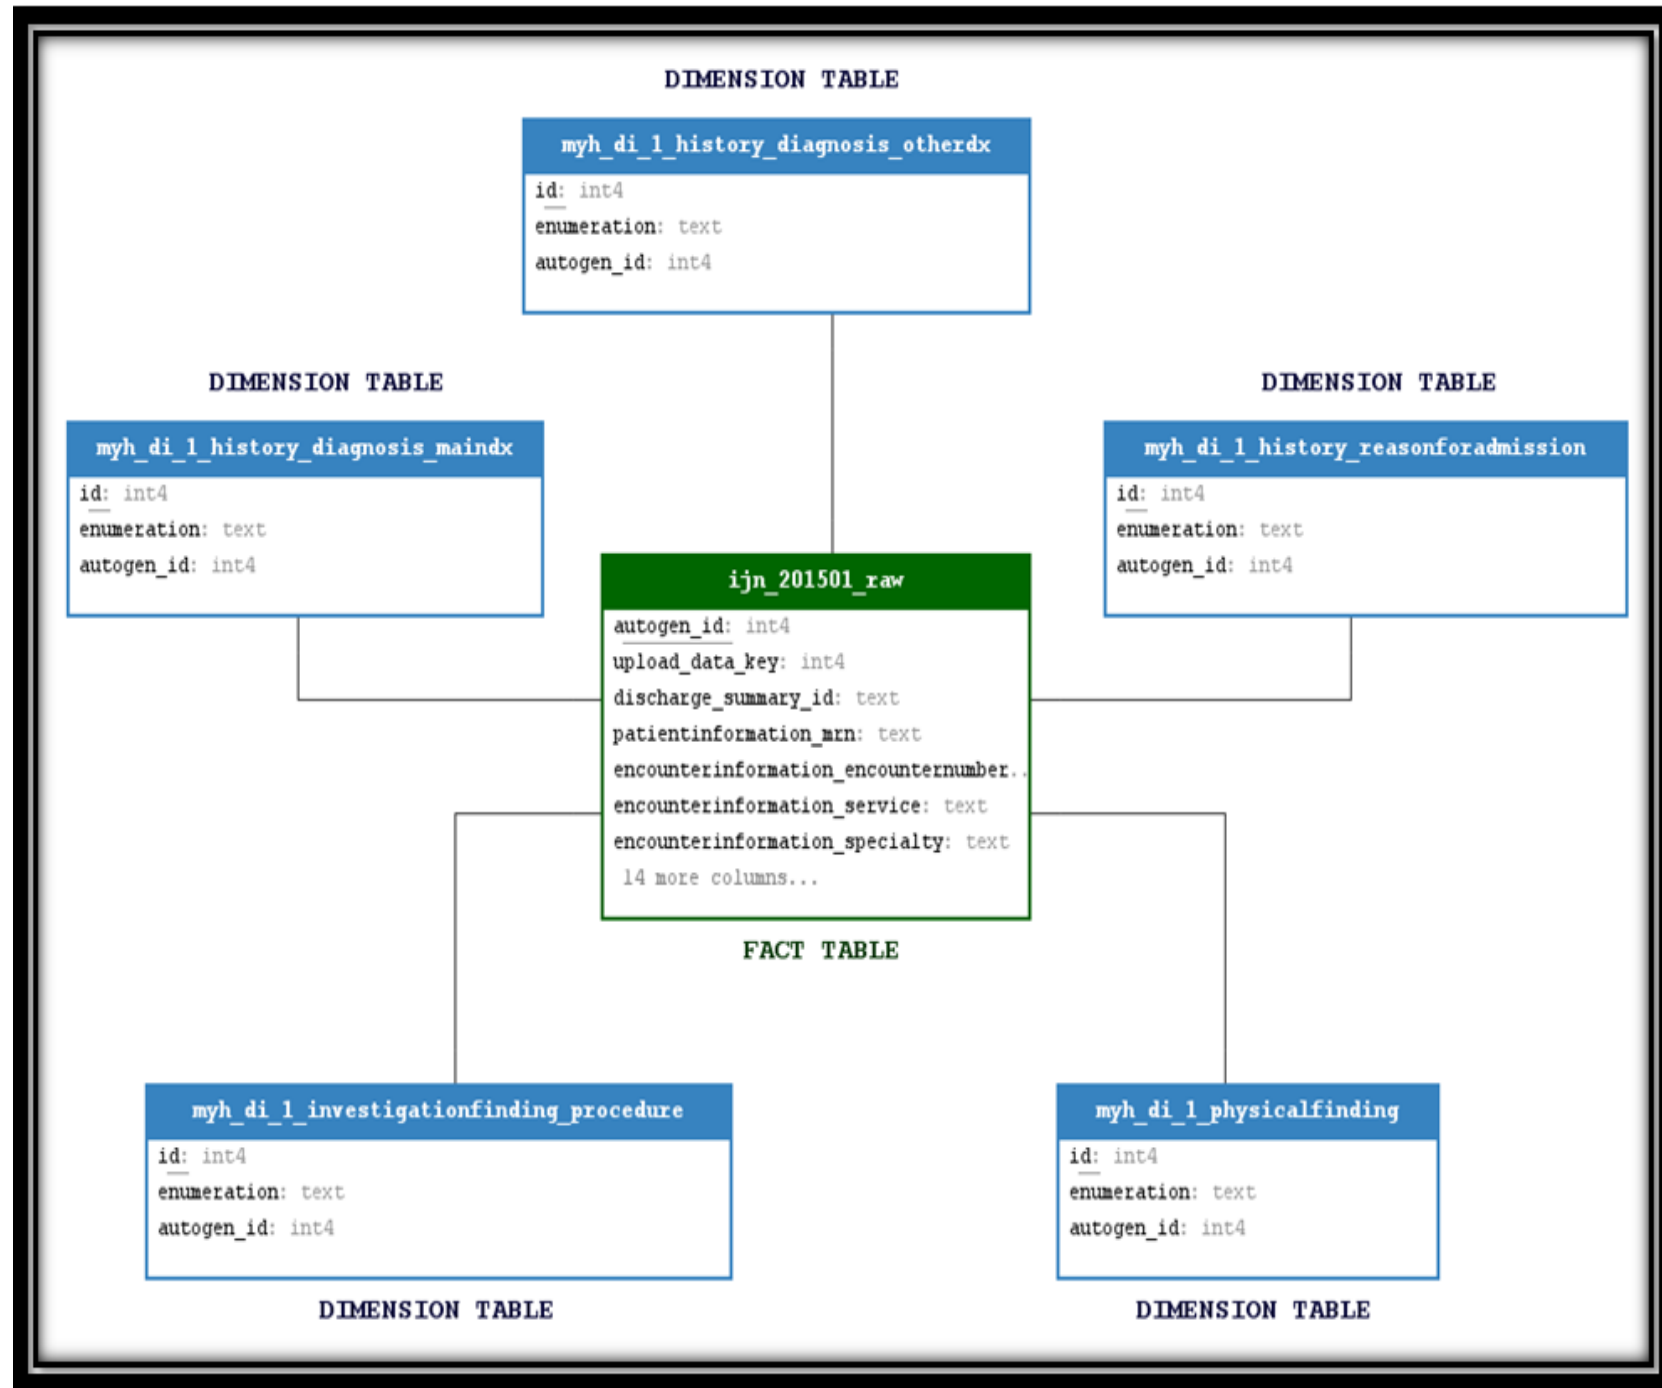 DIMENSION TABLE
myh_di_1_history_diagnosis_otherdx
id: int4
enumeration: text
autogen_id: int4
DIMENSION TABLE
myh_di_1_history_diagnosis_maindx
id: int4
enumeration: text
autogen_id: int4
DIMENSION TABLE
myh_di_1_history_reasonforadmission
id: int4
enumeration: text
autogen_id: int4
ijn_201501_raw
autogen_id: int4
upload_data_key: int4
discharge_summary_id: text
patientinformation_mrn: text
encounterinformation_encounternumber..
encounterinformation_service: text
encounterinformation_specialty: text
14 more columns...
FACT TABLE
myh_di_1_investigationfinding_procedure
id: int4
enumeration: text
autogen_id: int4
DIMENSION TABLE
myh_di_1_physicalfinding
id: int4
enumeration: text
autogen_id: int4
DIMENSION TABLE